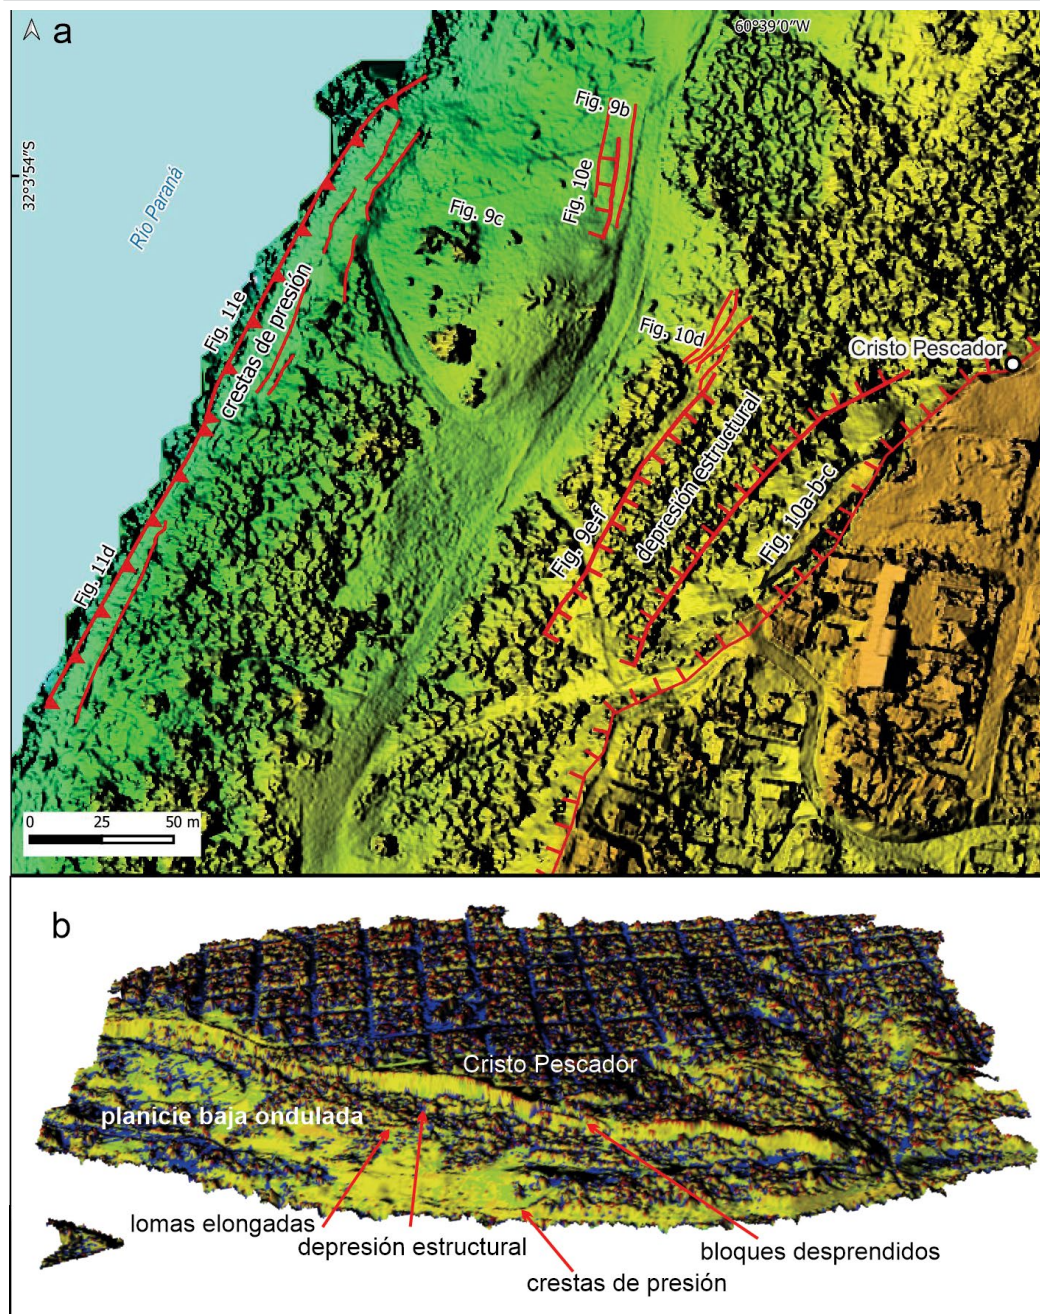 a
60°39'0"W
32°3'54"S
Río Paraná
Fig. 9b
Fig. 10e
Fig. 9c
Fig. 11e
crestas de presión
Fig. 10d
Cristo Pescador
depresión estructural
Fig. 9e-f
Fig. 10a-b-c
Fig. 11d
0 25 50 m
b
Cristo Pescador
planicie baja ondulada
lomas elongadas
depresión estructural
bloques desprendidos
crestas de presión